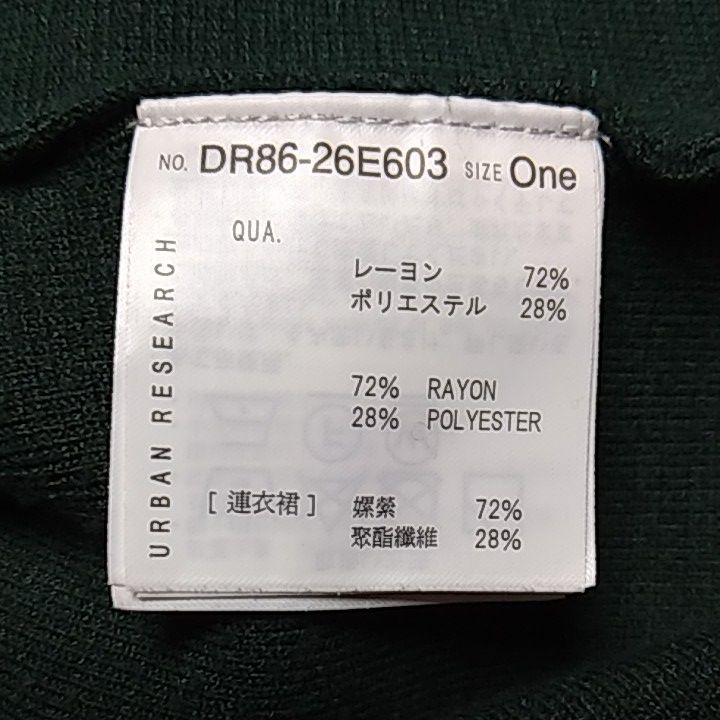 NO. DR86-26E603 SIZE One
QUA.
URBAN RESEARCH
レーヨン 72%
ポリエステル 28%
72% RAYON
28% POLYESTER
[ 連衣裙 ] 嫘縈 72%
聚酯纖維 28%